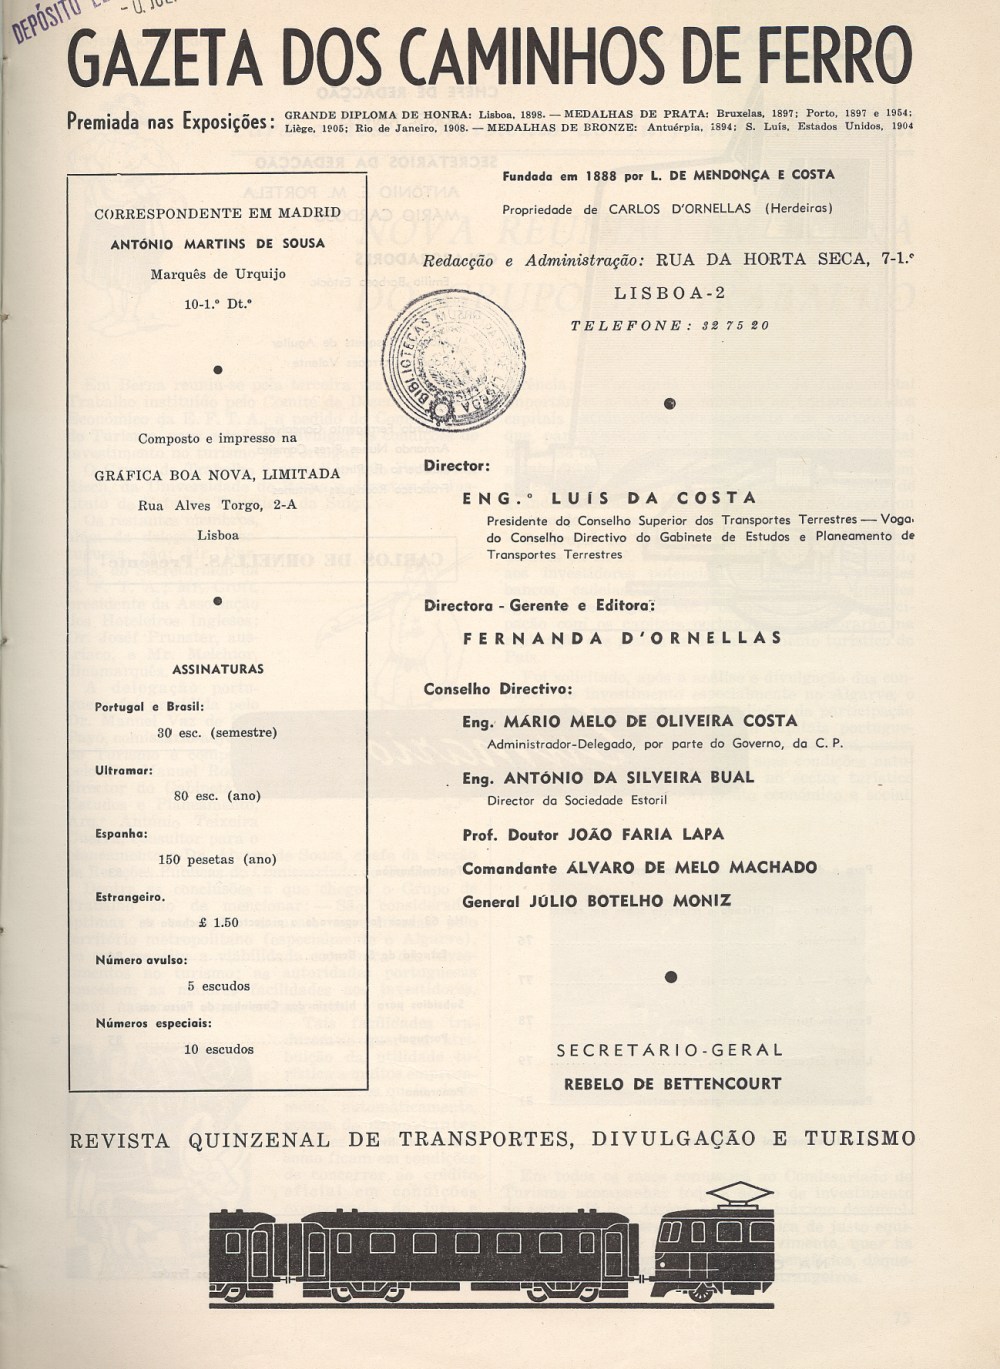 DEPÓSITO
GAZETA DOS CAMINHOS DE FERRO
Premiada nas Exposições:
GRANDE DIPLOMA DE HONRA: Lisboa, 1898. — MEDALHAS DE PRATA: Bruxelas, 1897; Porto, 1897 e 1954;
Liège, 1905; Rio de Janeiro, 1908. — MEDALHAS DE BRONZE: Antuérpia, 1894; S. Luís, Estados Unidos, 1904
CORRESPONDENTE EM MADRID
ANTÓNIO MARTINS DE SOUSA
Marquês de Urquijo
10-1.º Dt.º
Composto e impresso na
GRÁFICA BOA NOVA, LIMITADA
Rua Alves Torgo, 2-A
Lisboa
ASSINATURAS
Portugal e Brasil:
30 esc. (semestre)
Ultramar:
80 esc. (ano)
Espanha:
150 pesetas (ano)
Estrangeiro.
£ 1.50
Número avulso:
5 escudos
Números especiais:
10 escudos
Fundada em 1888 por L. DE MENDONÇA E COSTA
Propriedade de CARLOS D'ORNELLAS (Herdeiros)
Redacção e Administração: RUA DA HORTA SECA, 7-1.º
LISBOA-2
TELEFONE: 32 75 20
BIBLIOTECAS LISBOA
Director:
ENG.º LUÍS DA COSTA
Presidente do Conselho Superior dos Transportes Terrestres — Voga.
do Conselho Directivo do Gabinete de Estudos e Planeamento de
Transportes Terrestres
Directora - Gerente e Editora:
FERNANDA D'ORNELLAS
Conselho Directivo:
Eng. MÁRIO MELO DE OLIVEIRA COSTA
Administrador-Delegado, por parte do Governo, da C. P.
Eng. ANTÓNIO DA SILVEIRA BUAL
Director da Sociedade Estoril
Prof. Doutor JOÃO FARIA LAPA
Comandante ÁLVARO DE MELO MACHADO
General JÚLIO BOTELHO MONIZ
SECRETÁRIO-GERAL
REBELO DE BETTENCOURT
REVISTA QUINZENAL DE TRANSPORTES, DIVULGAÇÃO E TURISMO